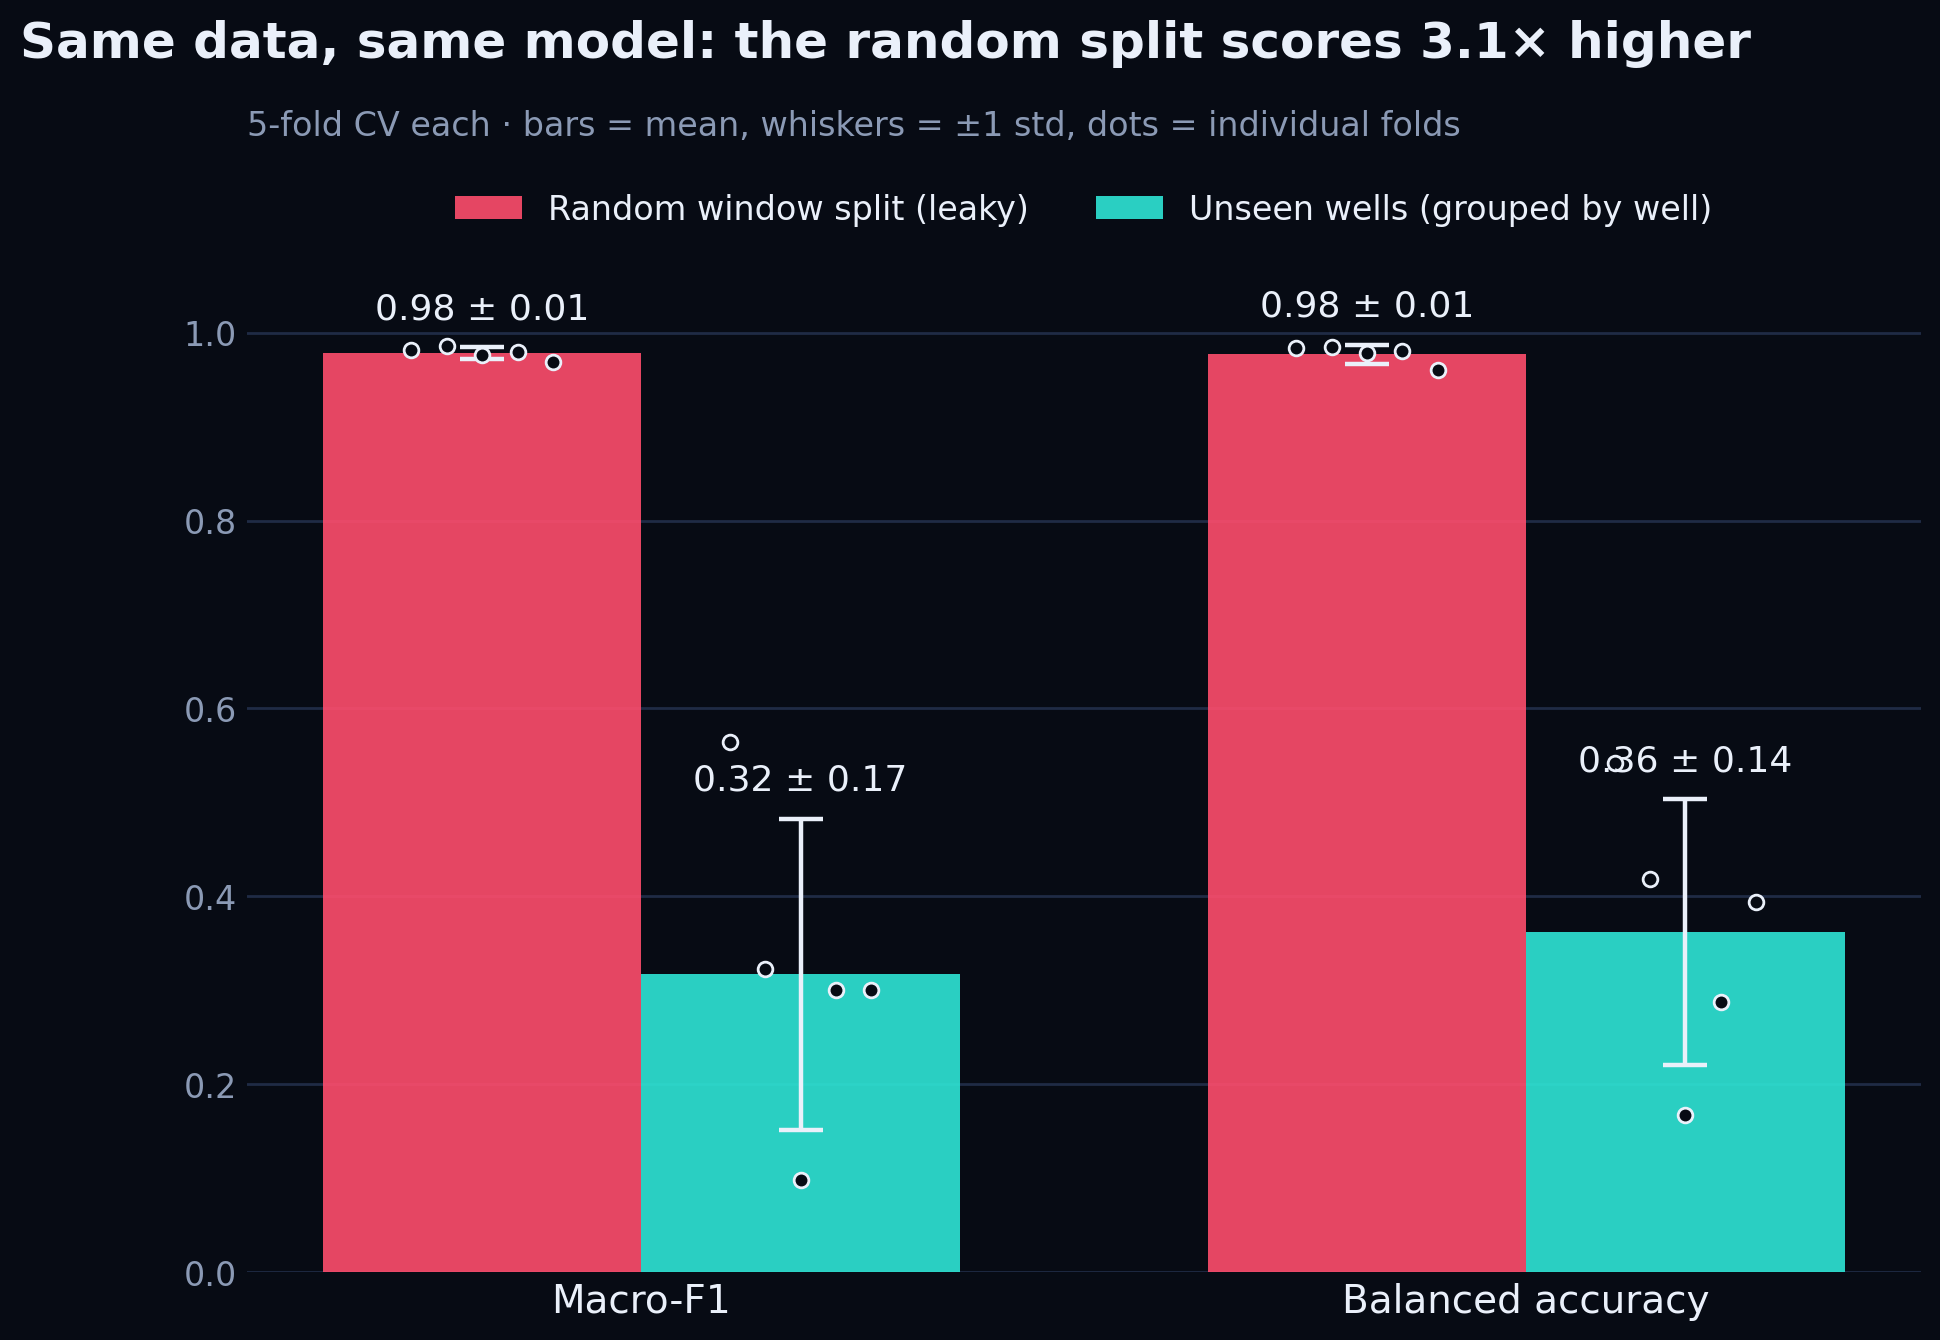 Same data, same model: the random split scores 3.1× higher
5-fold CV each · bars = mean, whiskers = ±1 std, dots = individual folds
Random window split (leaky) Unseen wells (grouped by well)
0.98 ± 0.01 0.98 ± 0.01
1.0
0.8
0.6
0.32 ± 0.17 0.36 ± 0.14
0.4
0.2
0.0
Macro-F1 Balanced accuracy